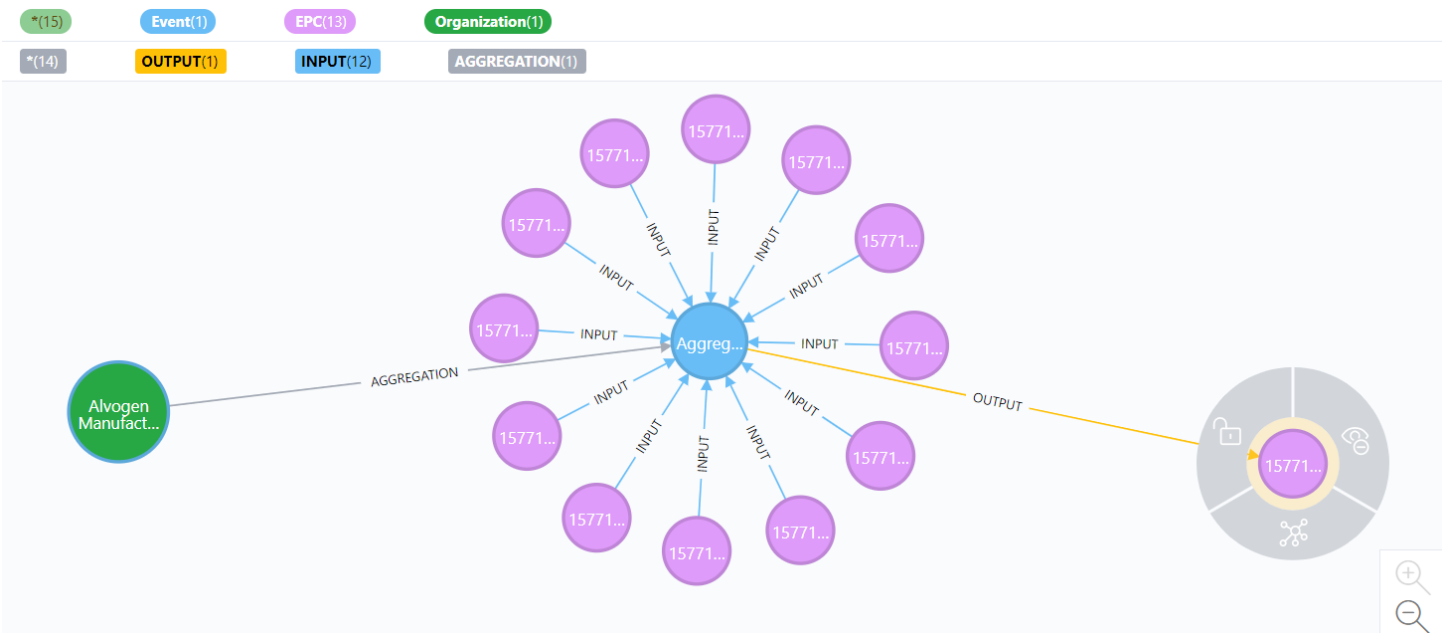 *(15) Event(1) EPC(13) Organization(1)
*(14) OUTPUT(1) INPUT(12) AGGREGATION(1)
15771...
15771...
15771...
15771...
15771...
15771...
15771...
15771...
15771...
15771...
15771...
15771...
15771...
INPUT
INPUT
INPUT
INPUT
INPUT
INPUT
INPUT
INPUT
INPUT
INPUT
INPUT
INPUT
Aggreg...
AGGREGATION
OUTPUT
Alvogen
Manufact...